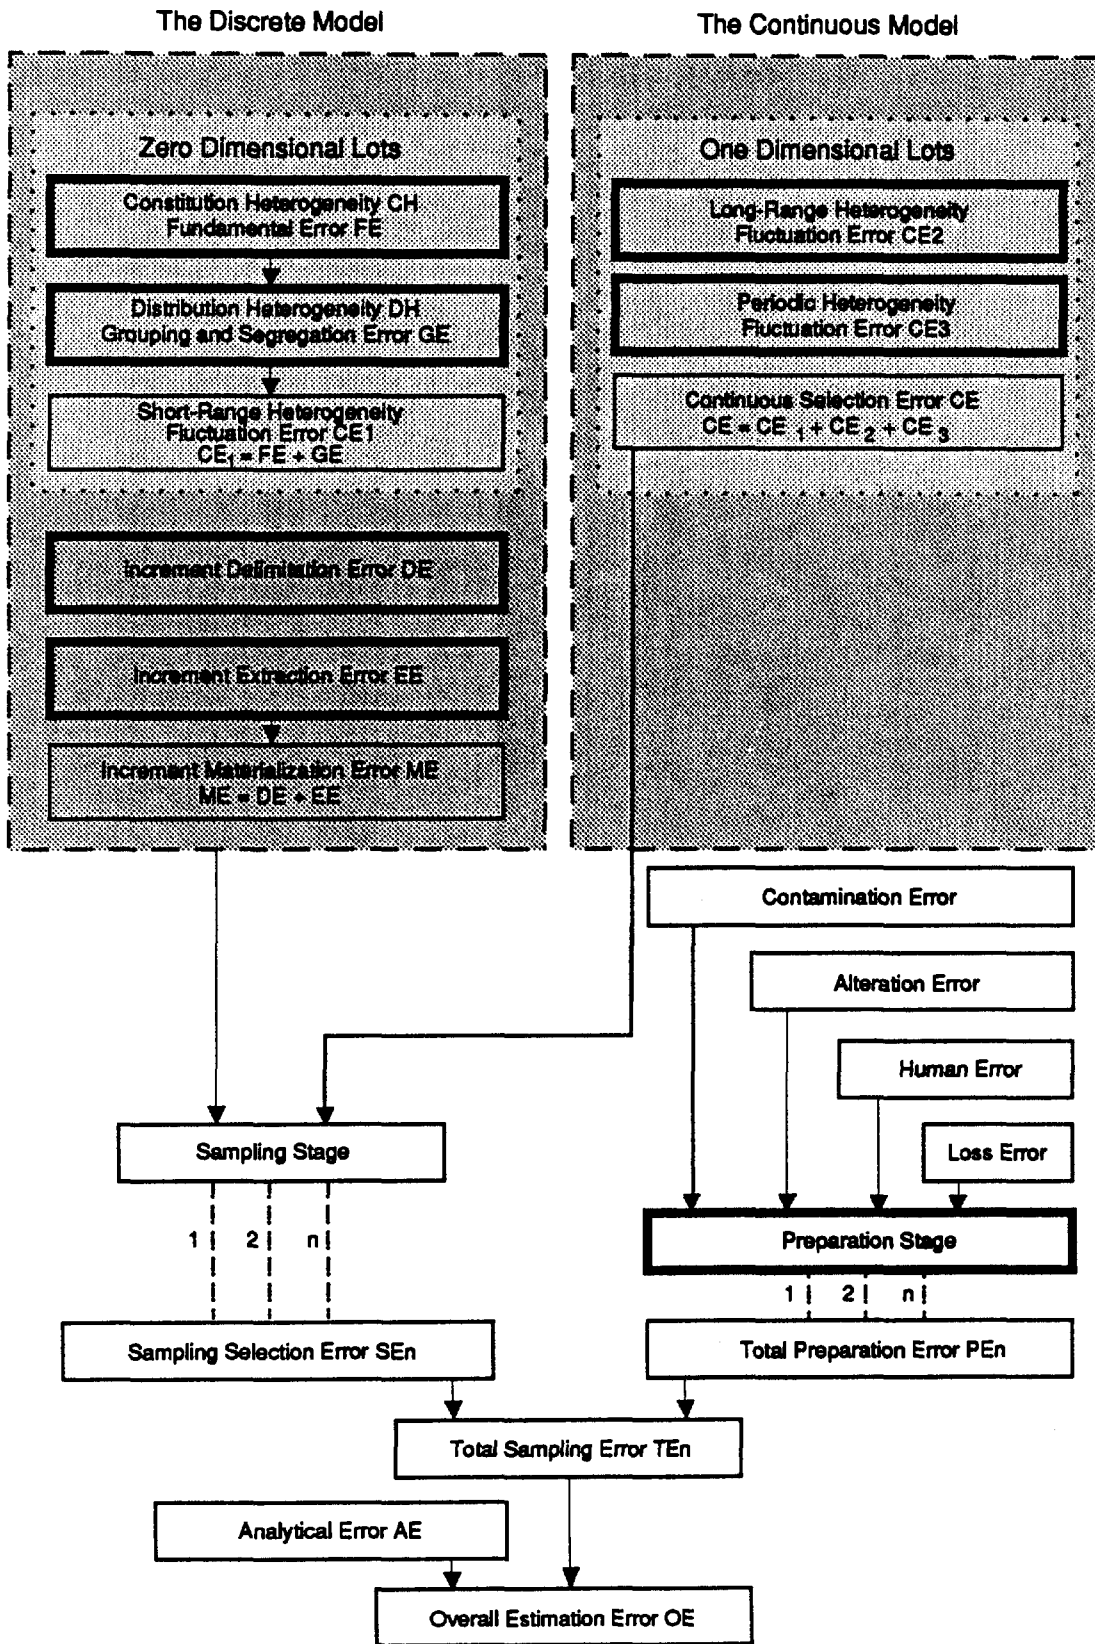 The Discrete Model
The Continuous Model
Zero Dimensional Lots
Constitution Heterogeneity CH
Fundamental Error FE
Distribution Heterogeneity DH
Grouping and Segregation Error GE
Short-Range Heterogeneity
Fluctuation Error CE1
CE1 = FE + GE
Increment Delimitation Error DE
Increment Extraction Error EE
Increment Materialization Error ME
ME = DE + EE
One Dimensional Lots
Long-Range Heterogeneity
Fluctuation Error CE2
Periodic Heterogeneity
Fluctuation Error CE3
Continuous Selection Error CE
CE = CE 1 + CE 2 + CE 3
Contamination Error
Alteration Error
Human Error
Loss Error
Sampling Stage
1 2 n
Preparation Stage
1 2 n
Sampling Selection Error SEn
Total Preparation Error PEn
Total Sampling Error TEn
Analytical Error AE
Overall Estimation Error OE